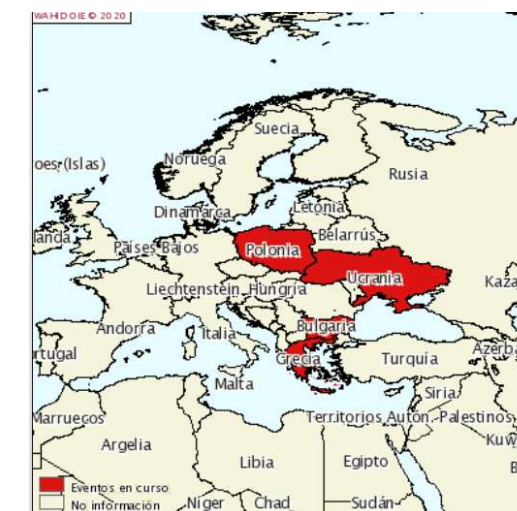 WAHID OIE © 2020
Suecia
Noruega
Rusia
oes (Islas)
Dinamarca
Letonia
landa
Países Bajos
Belarrús
Polonia
Ucrania
Kaza
Liechtenstein
Hungría
Andorra
Italia
Bulgaria
rtugal
Grecia
Turquía
Azerba
Malta
Siria
Marruecos
Territorios Autón. Palestinos
Argelia
Kuw
Libia
Egipto
Eventos en curso
No información
Níger
Chad
Sudán